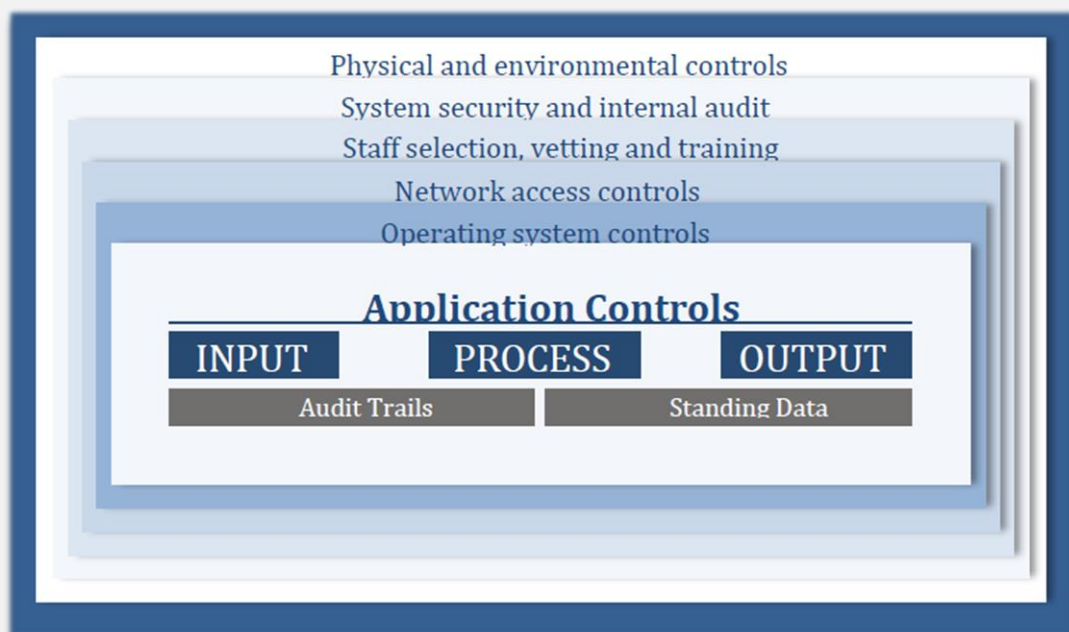 Physical and environmental controls
System security and internal audit
Staff selection, vetting and training
Network access controls
Operating system controls
Application Controls
INPUT PROCESS OUTPUT
Audit Trails Standing Data